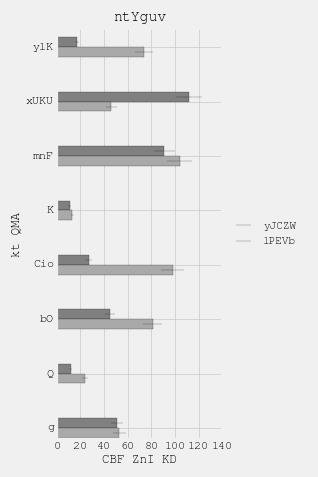 ntYguv
ylK
xUKU
mnF
K
Cio
bO
Q
g
kt QMA
0 20 40 60 80 100 120 140
CBF ZnI KD
yJCZW
lPEVb